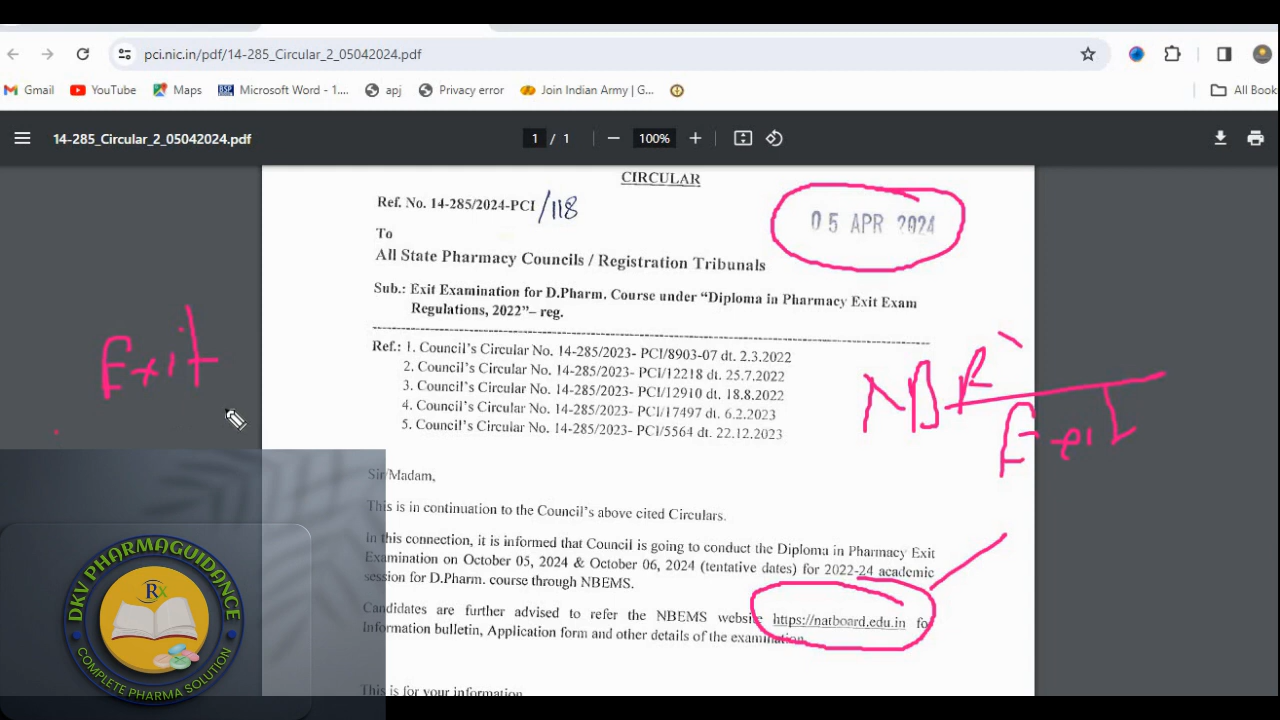 pci.nic.in/pdf/14-285_Circular_2_05042024.pdf
Gmail YouTube Maps Microsoft Word - 1.... apj Privacy error Join Indian Army | G... All Book
14-285_Circular_2_05042024.pdf 1 / 1 100%
CIRCULAR
Ref. No. 14-285/2024-PCI /118
05 APR 2024
To
All State Pharmacy Councils / Registration Tribunals
Sub.: Exit Examination for D.Pharm. Course under “Diploma in Pharmacy Exit Exam
Regulations, 2022”– reg.
Ref.: 1. Council’s Circular No. 14-285/2023- PCI/8903-07 dt. 2.3.2022
2. Council’s Circular No. 14-285/2023- PCI/12218 dt. 25.7.2022
3. Council’s Circular No. 14-285/2023- PCI/12910 dt. 18.8.2022
4. Council’s Circular No. 14-285/2023- PCI/17497 dt. 6.2.2023
5. Council’s Circular No. 14-285/2023- PCI/5564 dt. 22.12.2023
Exit
Exit
Sir/Madam,
This is in continuation to the Council’s above cited Circulars.
In this connection, it is informed that Council is going to conduct the Diploma in Pharmacy Exit
Examination on October 05, 2024 & October 06, 2024 (tentative dates) for 2022-24 academic
session for D.Pharm. course through NBEMS.
Candidates are further advised to refer the NBEMS website https://natboard.edu.in for
Information bulletin, Application form and other details of the examination.
This is for your information
DKV PHARMAGUIDANCE
Rx
COMPLETE PHARMA SOLUTION